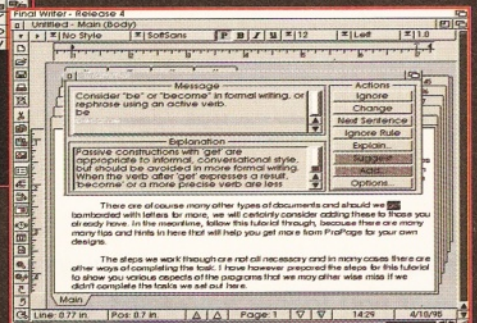 Final Writer - Release 4
Untitled - Main (Body)
No Style SoftSans P B I U 12 Left 1.0
Message
Consider "be" or "become" in formal writing, or
rephrase using an active verb.
be
Explanation
Passive constructions with 'get' are
appropriate to informal, conversational style,
but should be avoided in more formal writing.
When the verb after 'get' expresses a result,
'become' or a more precise verb are less
Actions
Ignore
Change
Next Sentence
Ignore Rule
Explain...
Suggest
Add...
Options...
There are of course many other types of documents and should we
bombarded with letters for more, we will certainly consider adding these to those you
already have. In the meantime, follow this tutorial through, because there are many
many tips and hints in here that will help you get more from ProPage for your own
designs.
The steps we work though are not all necessary and in many cases there are
other ways of completing the task. I have however prepared the steps for this tutorial
to show you various aspects of the programs that we may other wise miss if we
didn't complete the tasks we set out here.
Main
Line: 0.77 in. Pos: 0.7 in. Page: 1 14:29 4/10/95